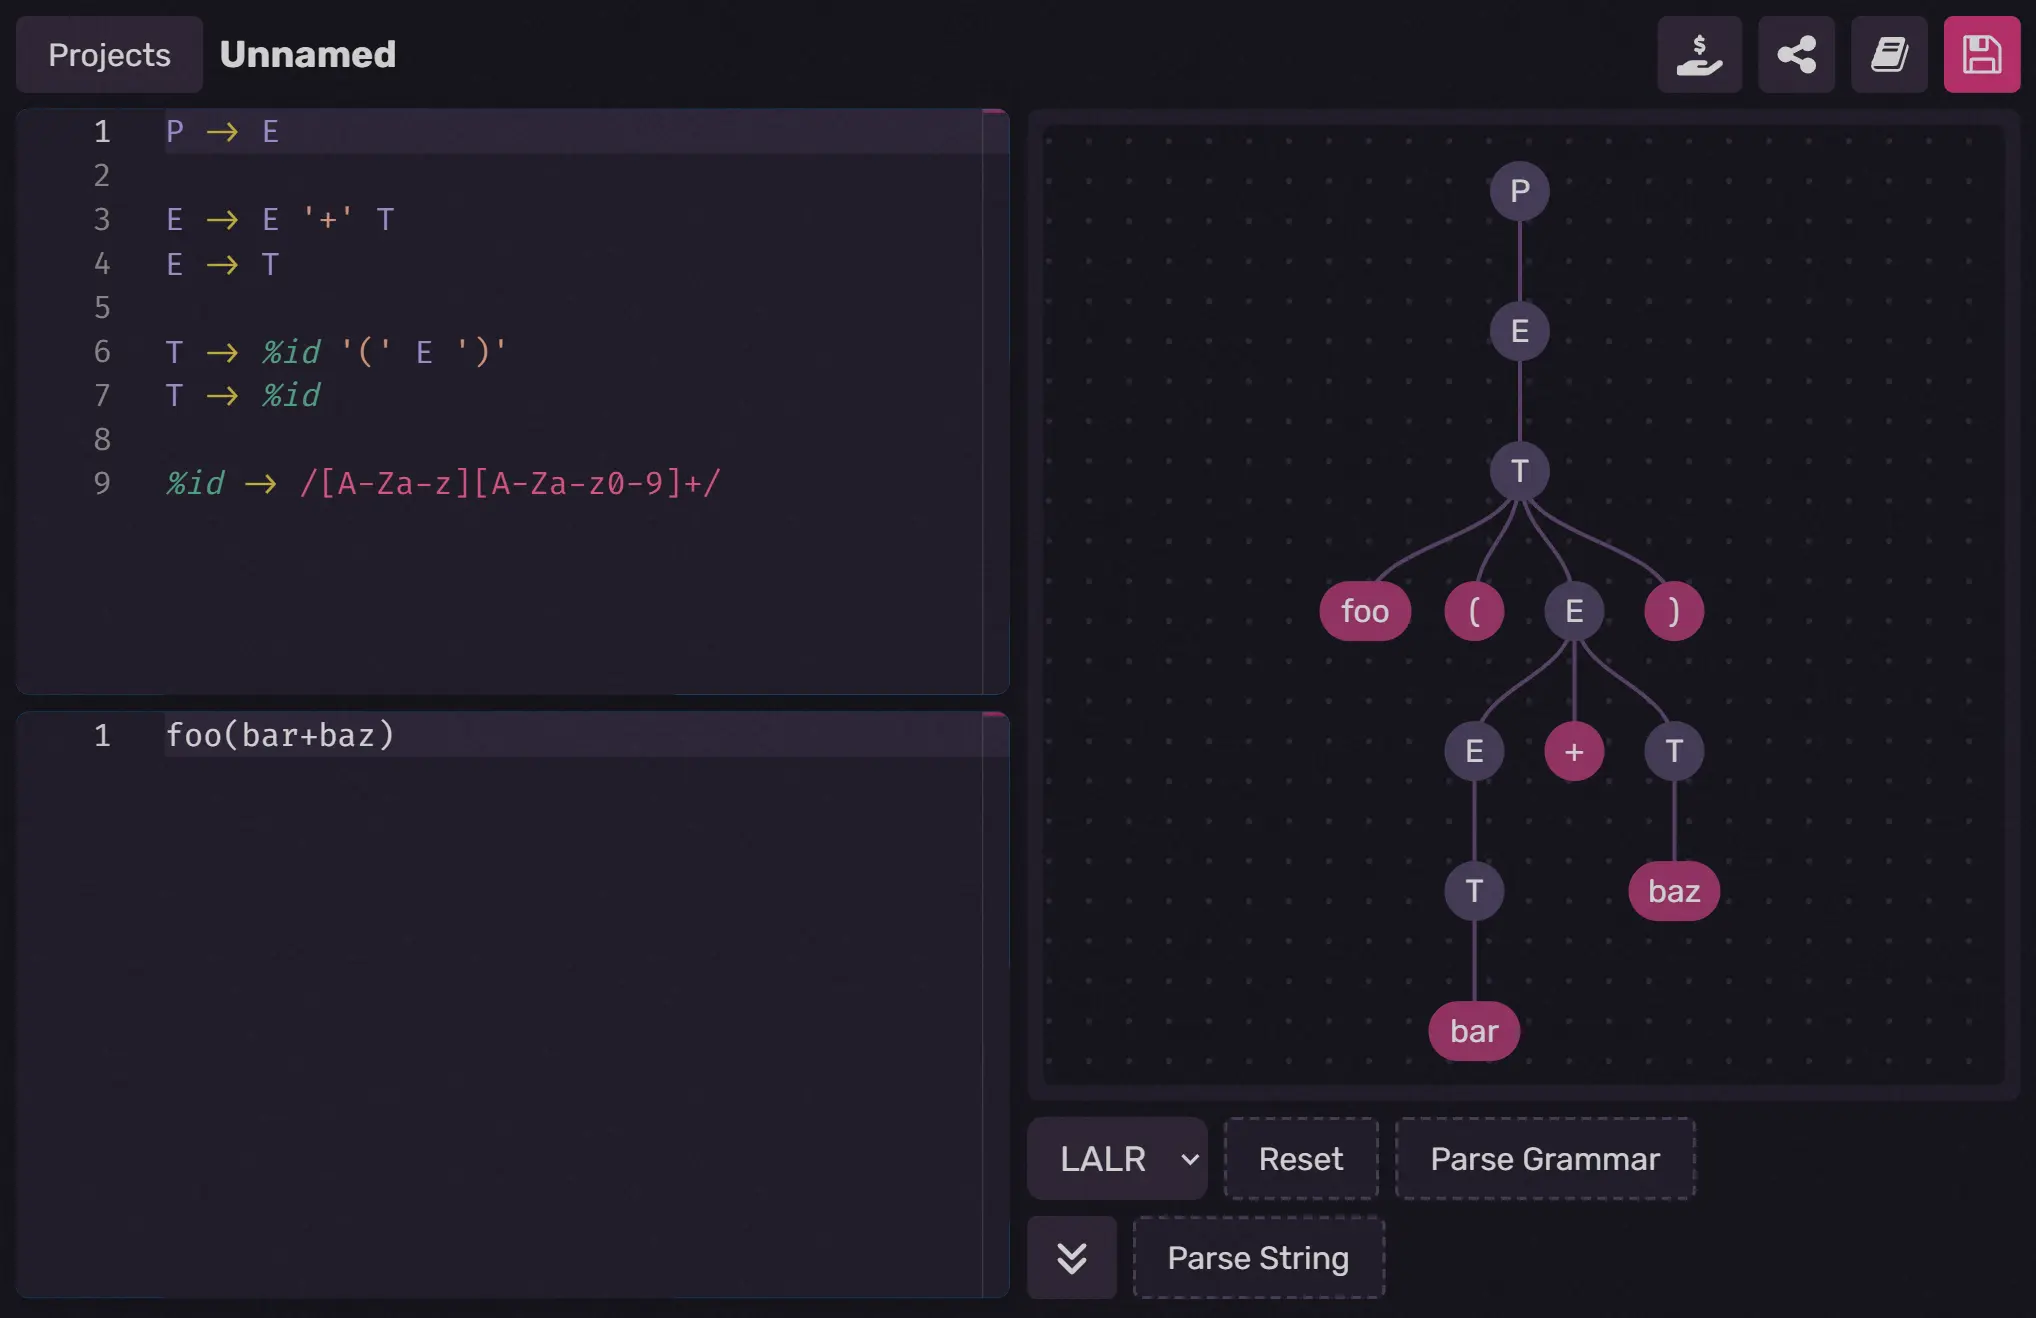 Projects Unnamed
1 P → E
2
3 E → E '+' T
4 E → T
5
6 T → %id '(' E ')'
7 T → %id
8
9 %id → /[A-Za-z][A-Za-z0-9]+/
1 foo(bar+baz)
P
E
T
foo ( E )
E + T
T baz
bar
LALR Reset Parse Grammar
Parse String